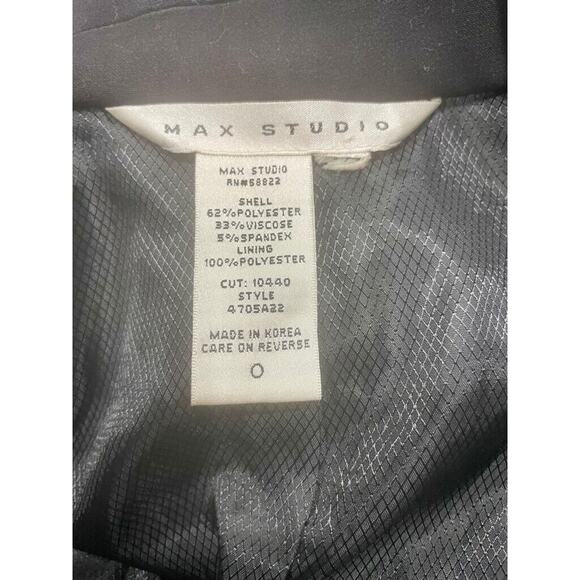 MAX STUDIO
MAX STUDIO
RN#58822
SHELL
62%POLYESTER
33%VISCOSE
5%SPANDEX
LINING
100%POLYESTER
CUT: 10440
STYLE
4705A22
MADE IN KOREA
CARE ON REVERSE
0